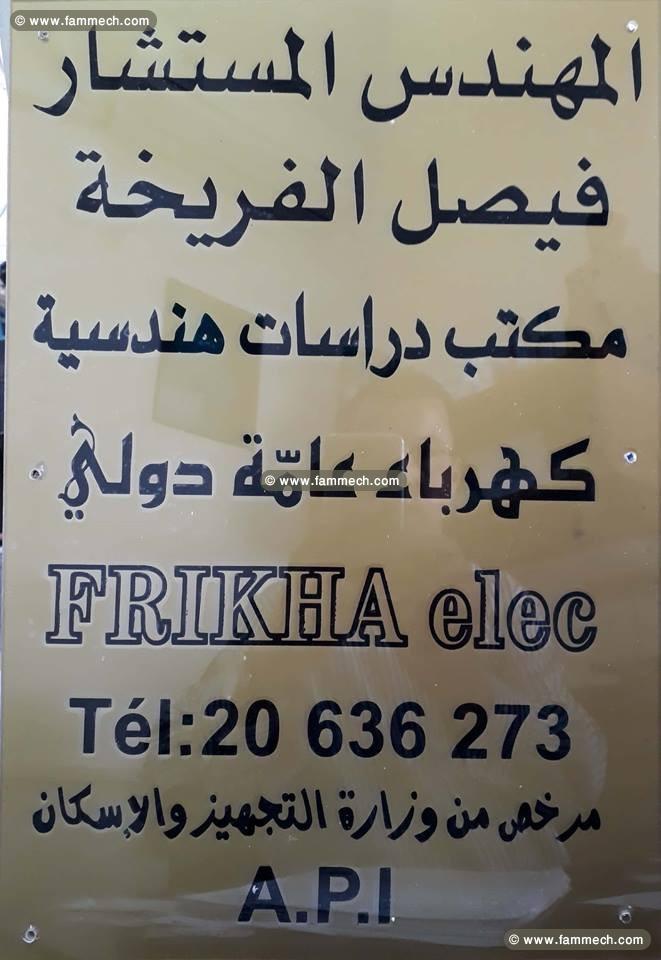 © www.fammech.com
المهندس المستشار
فيصل الفريخة
مكتب دراسات هندسية
كهرباء عامّة دولي
© www.fammech.com
FRIKHA elec
Tél:20 636 273
مرخص من وزارة التجهيز والإسكان
A.P.I
© www.fammech.com